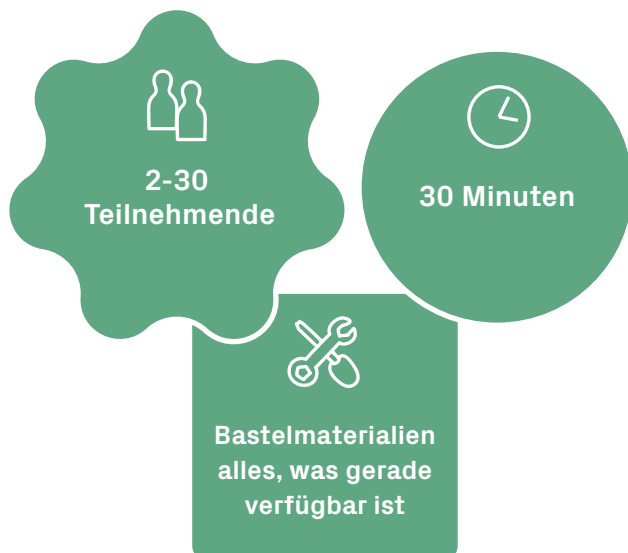 2-30
Teilnehmende
30 Minuten
Bastelmaterialien
alles, was gerade
verfügbar ist